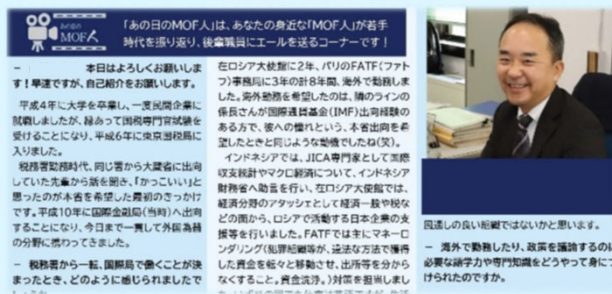 あの日の
MOF人
「あの日のMOF人」は、あなたの身近な「MOF人」が若手
時代を振り返り、後輩職員にエールを送るコーナーです!
－ 本日はよろしくお願いしま
す!早速ですが、自己紹介をお願いします。
平成4年に大学を卒業し、一度民間企業に
就職しましたが、縁あって国税専門官試験を
受けることになり、平成6年に東京国税局に
入りました。
税務署勤務時代、同じ署から大蔵省に出向
していた先輩から話を聞き、「かっこいい」と
思ったのが本省を希望した最初のきっかけ
です。平成10年に国際金融局(当時)へ出向
することになり、今日まで一貫して外国為替
の分野に携わってきました。
－ 税務署から一転、国際局で働くことが決
まったとき、どのように感じられましたで
在ロシア大使館に2年、パリのFATF(ファト
フ)事務局に3年の計8年間、海外で勤務しま
した。海外勤務を希望したのは、隣のラインの
係長さんが国際通貨基金(IMF)出向経験の
ある方で、彼への憧れという、本省出向を希
望したときと同じような動機でしたね(笑)。
インドネシアでは、JICA専門家として国際
収支統計やマクロ経済について、インドネシア
財務省へ助言を行い、在ロシア大使館では、
経済分野のアタッシェとして経済一般や税な
どの面から、ロシアで活動する日本企業の支
援等を行いました。FATFでは主にマネーロ
ンダリング(犯罪組織等が、違法な方法で獲得
した資金を転々と移動させ、出所等を分から
なくすること。資金洗浄。)対策を担当しまし
風通しの良い組織ではないかと思います。
－ 海外で勤務したり、政策を議論するのに
必要な語学力や専門知識をどうやって身につ
けられたのですか。